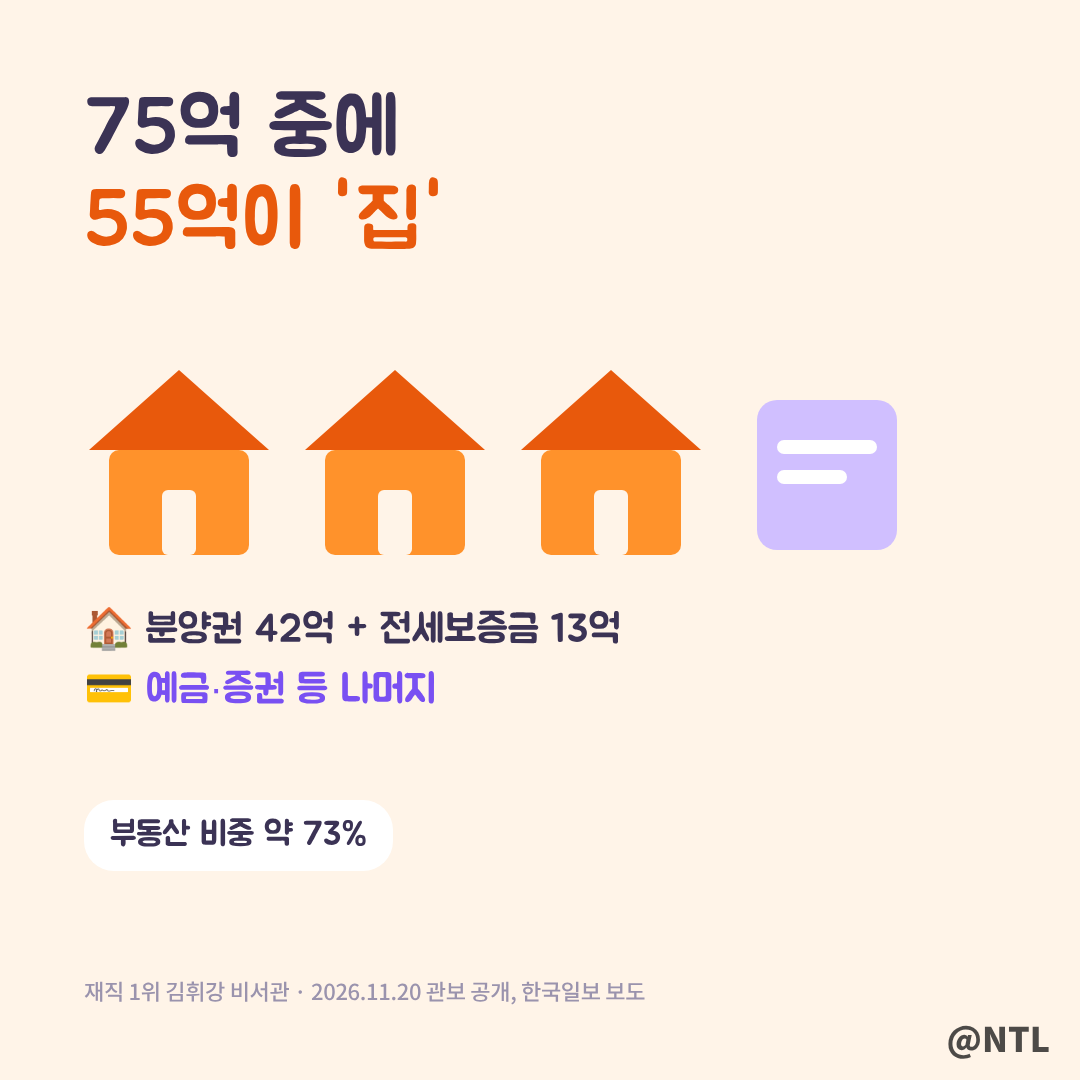 75억 중에
55억이 '집'
분양권 42억 + 전세보증금 13억
예금·증권 등 나머지
부동산 비중 약 73%
재직 1위 김휘강 비서관 · 2026.11.20 관보 공개, 한국일보 보도
@NTL